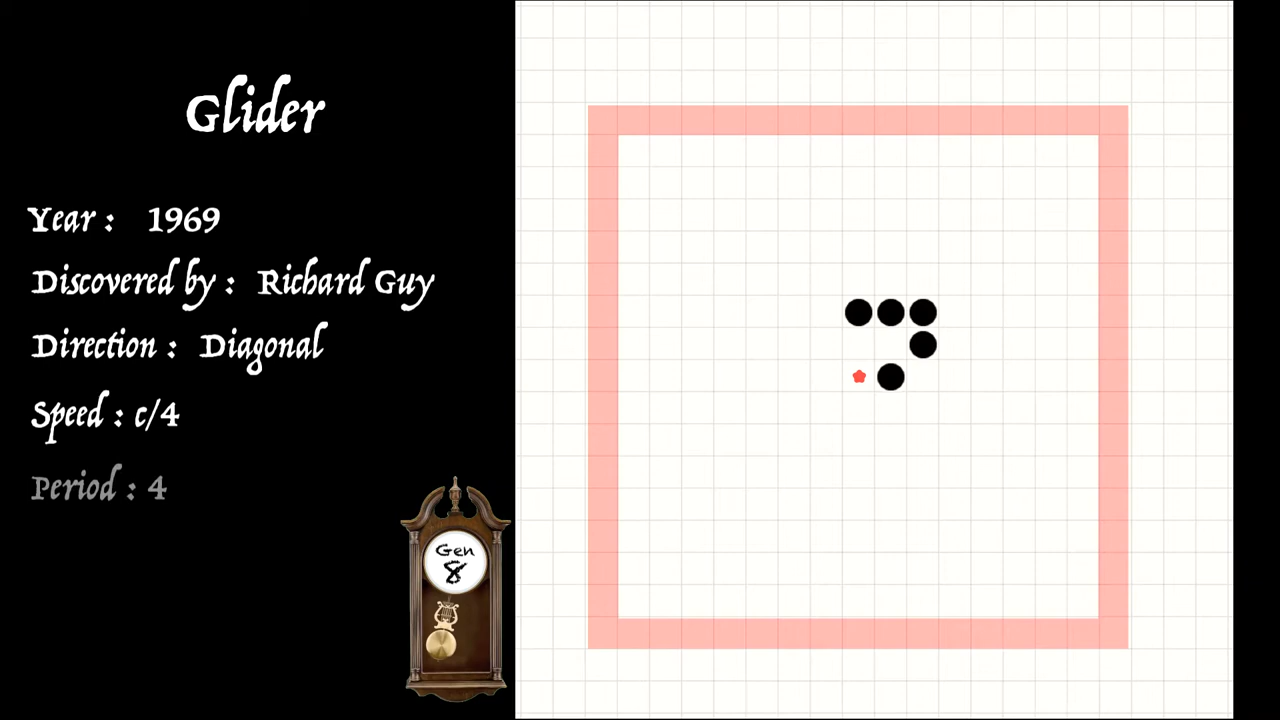 Glider
Year : 1969
Discovered by : Richard Guy
Direction : Diagonal
Speed : c/4
Period : 4
Gen
8